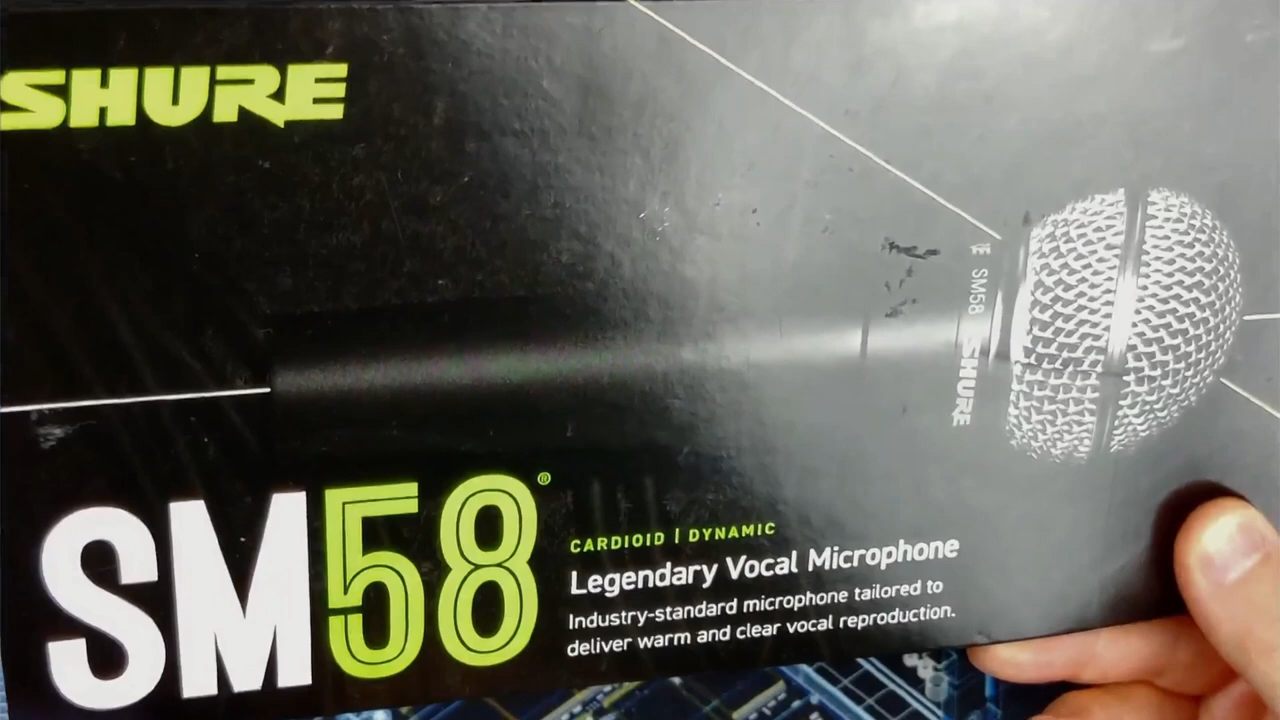 SHURE
SM58
SHURE
SM58®
CARDIOID | DYNAMIC
Legendary Vocal Microphone
Industry-standard microphone tailored to
deliver warm and clear vocal reproduction.